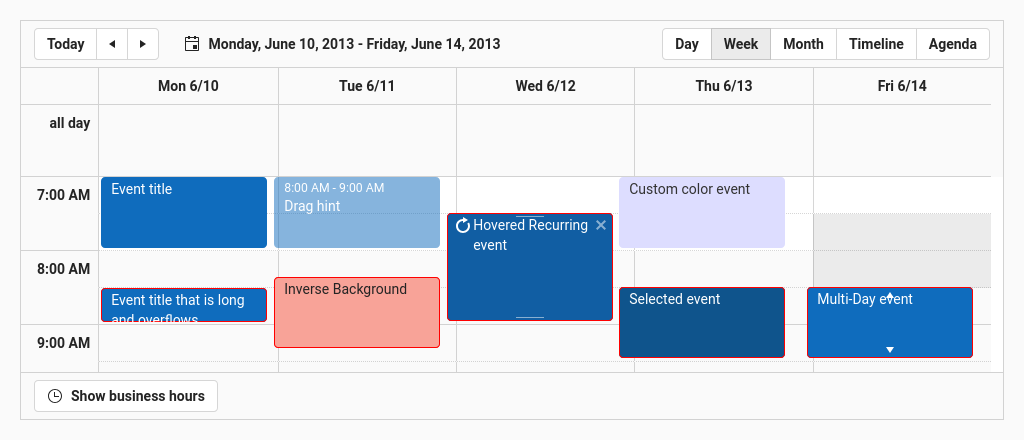 Today
Monday, June 10, 2013 - Friday, June 14, 2013
Day Week Month Timeline Agenda
Mon 6/10 Tue 6/11 Wed 6/12 Thu 6/13 Fri 6/14
all day
7:00 AM
8:00 AM
9:00 AM
Event title
Event title that is long
and overflows
8:00 AM - 9:00 AM
Drag hint
Inverse Background
Hovered Recurring
event
Custom color event
Selected event
Multi-Day event
Show business hours